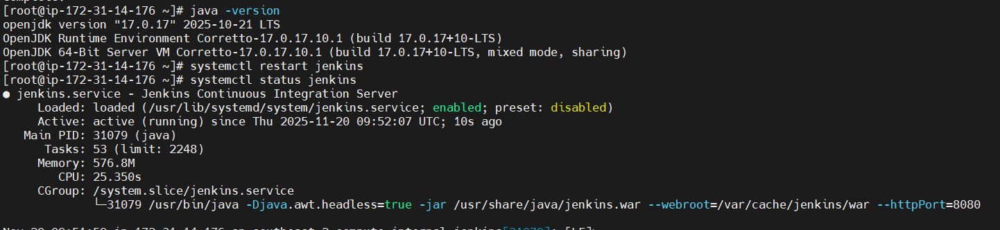 [root@ip-172-31-14-176 ~]# java -version
openjdk version "17.0.17" 2025-10-21 LTS
OpenJDK Runtime Environment Corretto-17.0.17.10.1 (build 17.0.17+10-LTS)
OpenJDK 64-Bit Server VM Corretto-17.0.17.10.1 (build 17.0.17+10-LTS, mixed mode, sharing)
[root@ip-172-31-14-176 ~]# systemctl restart jenkins
[root@ip-172-31-14-176 ~]# systemctl status jenkins
● jenkins.service - Jenkins Continuous Integration Server
     Loaded: loaded (/usr/lib/systemd/system/jenkins.service; enabled; preset: disabled)
     Active: active (running) since Thu 2025-11-20 09:52:07 UTC; 10s ago
   Main PID: 31079 (java)
      Tasks: 53 (limit: 2248)
     Memory: 576.8M
        CPU: 25.350s
     CGroup: /system.slice/jenkins.service
             └─31079 /usr/bin/java -Djava.awt.headless=true -jar /usr/share/java/jenkins.war --webroot=/var/cache/jenkins/war --httpPort=8080